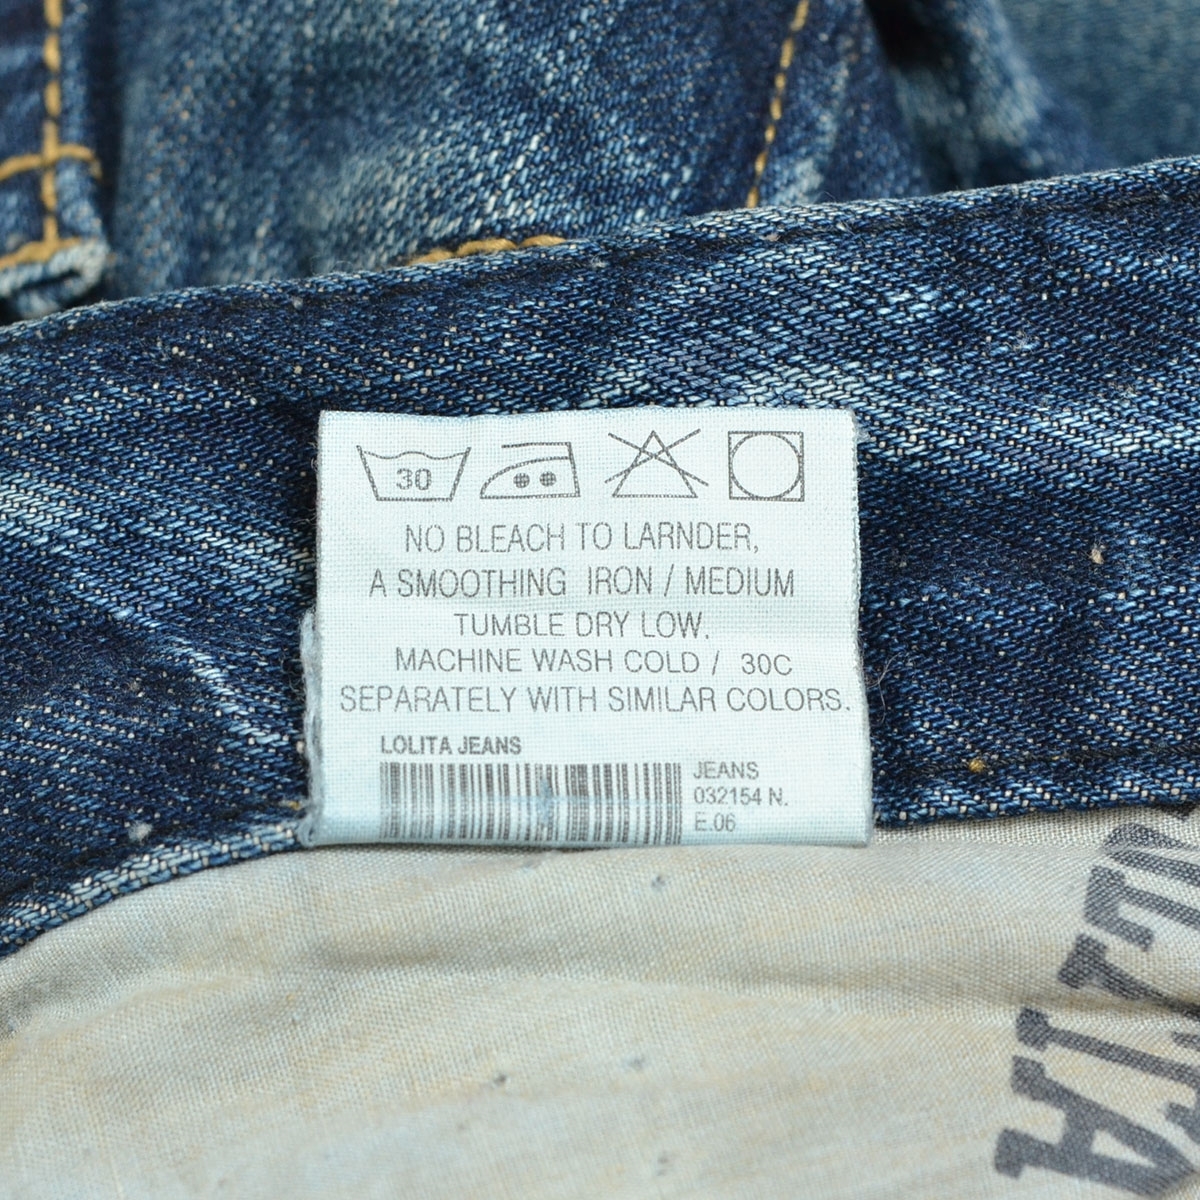 30
NO BLEACH TO LARNDER,
A SMOOTHING IRON / MEDIUM
TUMBLE DRY LOW.
MACHINE WASH COLD / 30C
SEPARATELY WITH SIMILAR COLORS.
LOLITA JEANS
JEANS
032154 N.
E.06